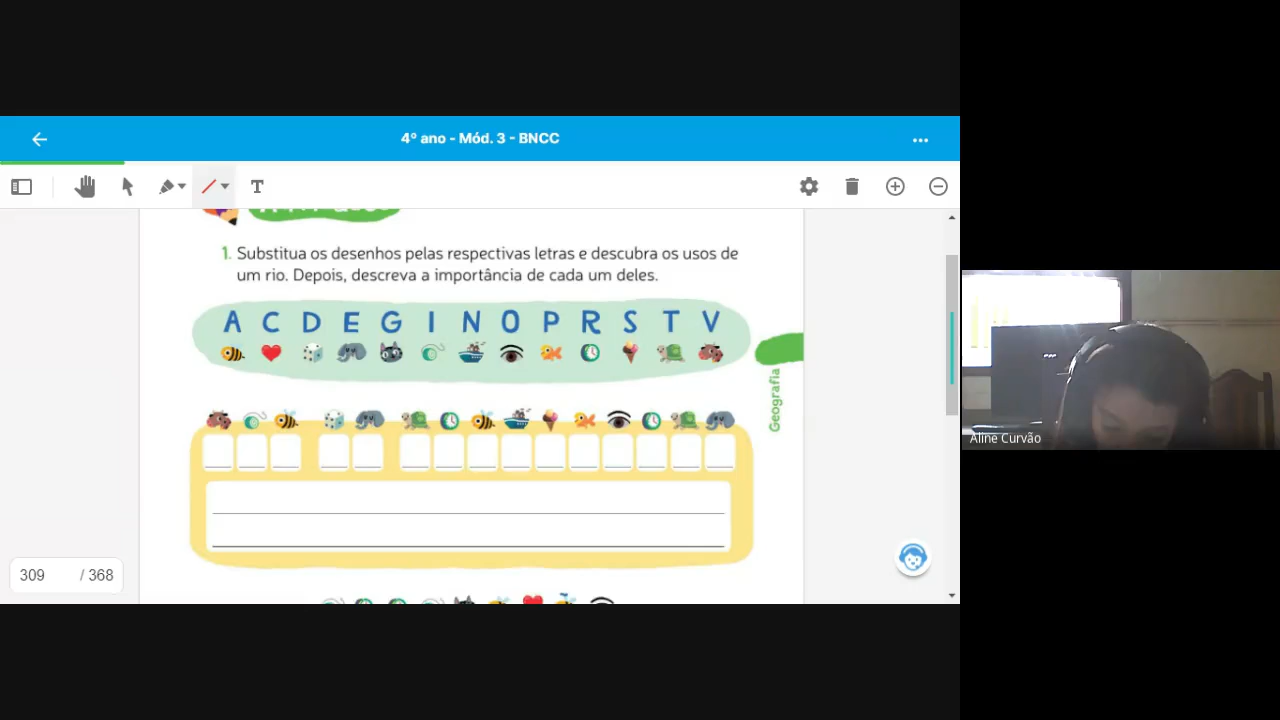 4º ano - Mód. 3 - BNCC
T
1. Substitua os desenhos pelas respectivas letras e descubra os usos de
um rio. Depois, descreva a importância de cada um deles.
A C D E G I N O P R S T V
Geografia
309 / 368
Aline Curvão